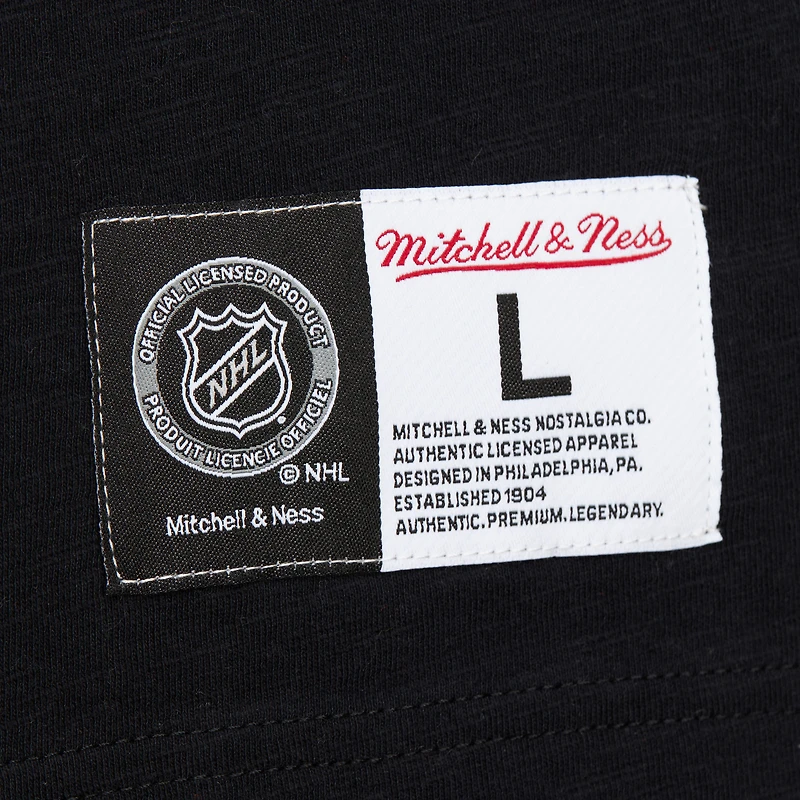 OFFICIAL LICENSED PRODUCT
NHL
PRODUIT LICENCIE OFFICIEL
© NHL
Mitchell & Ness
Mitchell & Ness
L
MITCHELL & NESS NOSTALGIA CO.
AUTHENTIC LICENSED APPAREL
DESIGNED IN PHILADELPHIA, PA.
ESTABLISHED 1904
AUTHENTIC. PREMIUM. LEGENDARY.